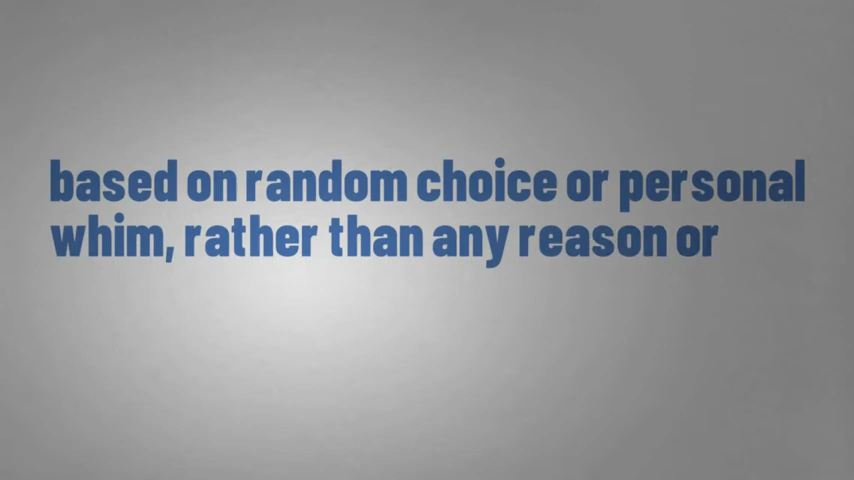 based on random choice or personal
whim, rather than any reason or